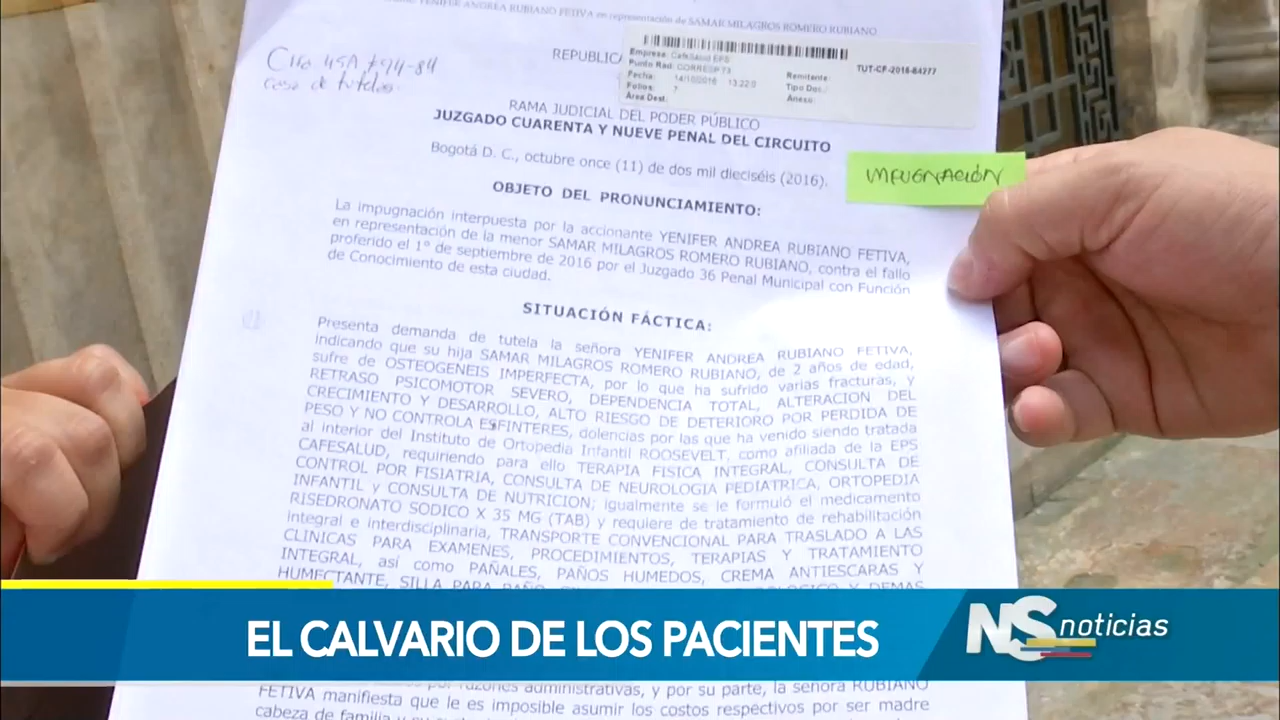 YENIFER ANDREA RUBIANO FETIVA en representación de SAMAR MILAGROS ROMERO RUBIANO
REPUBLICA
Empresa: CafeSalud EPS
Punto Rad: CORRESP 73
Fecha: 14/10/2016 13:22:0
Folios: 7
Área Dest.
Remitente:
Tipo Doc.:
Anexo:
TUT-CF-2016-84277
RAMA JUDICIAL DEL PODER PÚBLICO
JUZGADO CUARENTA Y NUEVE PENAL DEL CIRCUITO
Bogotá D. C., octubre once (11) de dos mil dieciséis (2016).
IMPUGNACIÓN
OBJETO DEL PRONUNCIAMIENTO:
La impugnación interpuesta por la accionante YENIFER ANDREA RUBIANO FETIVA,
en representación de la menor SAMAR MILAGROS ROMERO RUBIANO, contra el fallo
proferido el 1° de septiembre de 2016 por el Juzgado 36 Penal Municipal con Función
de Conocimiento de esta ciudad.
SITUACIÓN FÁCTICA:
Presenta demanda de tutela la señora YENIFER ANDREA RUBIANO FETIVA,
indicando que su hija SAMAR MILAGROS ROMERO RUBIANO, de 2 años de edad,
sufre de OSTEOGENEIS IMPERFECTA, por lo que ha sufrido varias fracturas, y
RETRASO PSICOMOTOR SEVERO, DEPENDENCIA TOTAL, ALTERACION DEL
CRECIMIENTO Y DESARROLLO, ALTO RIESGO DE DETERIORO POR PERDIDA DE
PESO Y NO CONTROLA ESFINTERES, dolencias por las que ha venido siendo tratada
al interior del Instituto de Ortopedia Infantil ROOSEVELT, como afiliada de la EPS
CAFESALUD, requiriendo para ello TERAPIA FISICA INTEGRAL, CONSULTA DE
CONTROL POR FISIATRIA, CONSULTA DE NEUROLOGIA PEDIATRICA, ORTOPEDIA
INFANTIL y CONSULTA DE NUTRICION; igualmente se le formuló el medicamento
RISEDRONATO SODICO X 35 MG (TAB) y requiere de tratamiento de rehabilitación
integral e interdisciplinaria, TRANSPORTE CONVENCIONAL PARA TRASLADO A LAS
CLINICAS PARA EXAMENES, PROCEDIMIENTOS, TERAPIAS Y TRATAMIENTO
INTEGRAL, así como PAÑALES, PAÑOS HUMEDOS, CREMA ANTIESCARAS Y
HUMECTANTE, SILLA PARA BAÑO
EL CALVARIO DE LOS PACIENTES
NS noticias
por razones administrativas, y por su parte, la señora RUBIANO
FETIVA manifiesta que le es imposible asumir los costos respectivos por ser madre
cabeza de familia y su